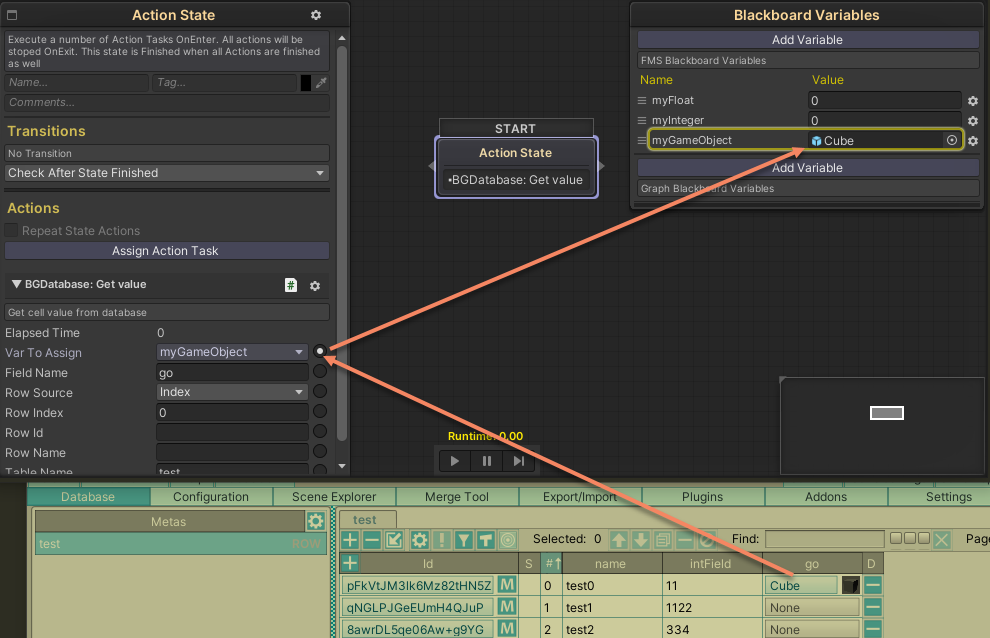 Action State
Execute a number of Action Tasks OnEnter. All actions will be
stoped OnExit. This state is Finished when all Actions are finished
as well
Name...
Tag...
Comments...
Transitions
No Transition
Check After State Finished
Actions
Repeat State Actions
Assign Action Task
▼ BGDatabase: Get value
#
Get cell value from database
Elapsed Time 0
Var To Assign myGameObject
Field Name go
Row Source Index
Row Index 0
Row Id
Row Name
Table Name test
START
Action State
•BGDatabase: Get value
Runtime: 0.00
Blackboard Variables
Add Variable
FMS Blackboard Variables
Name Value
myFloat 0
myInteger 0
myGameObject Cube
Add Variable
Graph Blackboard Variables
Database Configuration Scene Explorer Merge Tool Export/Import Plugins Addons Settings
Metas
test ROW
test
Selected: 0
Find:
Id S # name intField go D
pFkVtJM3Ik6Mz82tHN5Z M 0 test0 11 Cube
qNGLPJGeEUmH4QJuP M 1 test1 1122 None
8awrDL5qe06Aw+g9YG M 2 test2 334 None